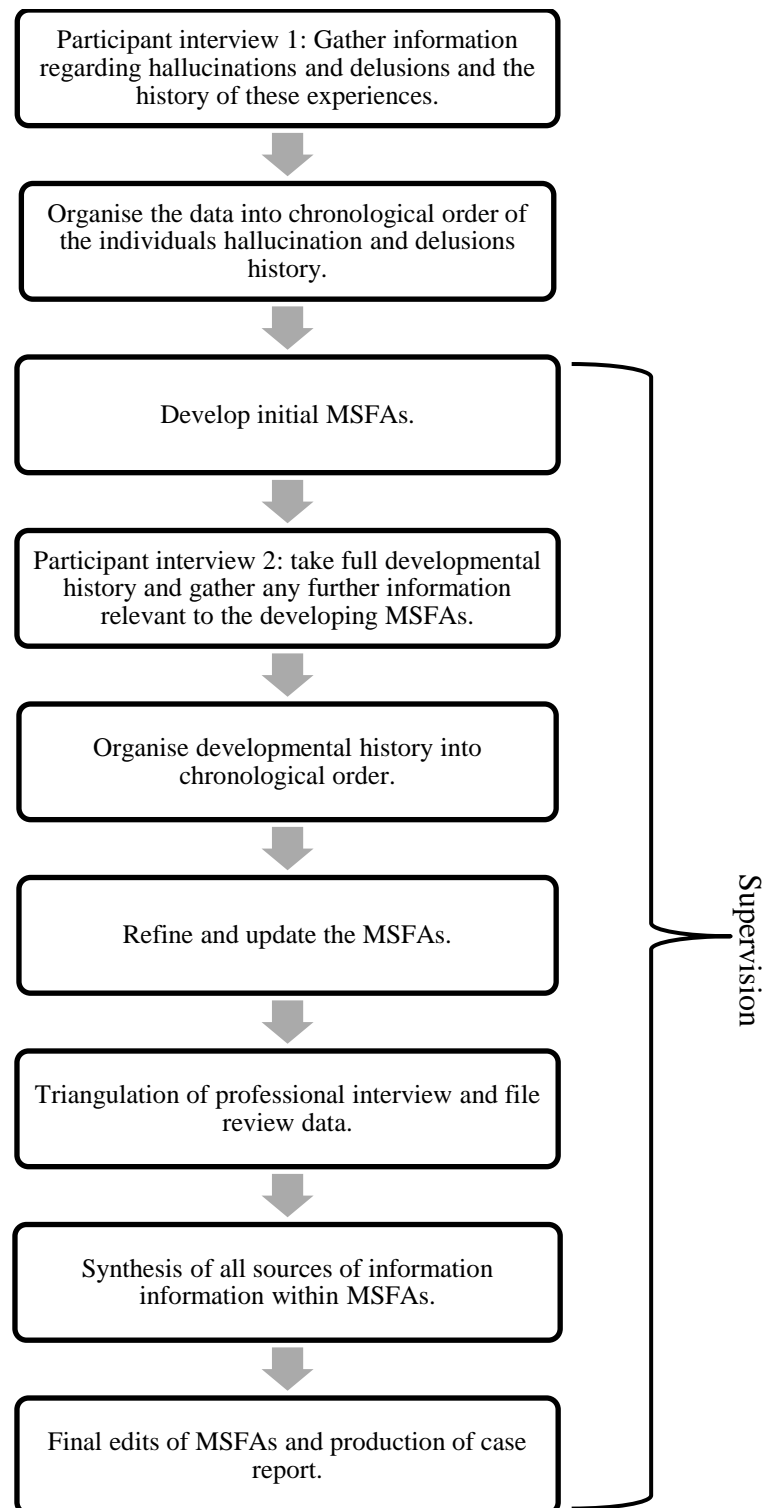 Participant interview 1: Gather information
regarding hallucinations and delusions and the
history of these experiences.
Organise the data into chronological order of
the individuals hallucination and delusions
history.
Develop initial MSFAs.
Participant interview 2: take full developmental
history and gather any further information
relevant to the developing MSFAs.
Organise developmental history into
chronological order.
Refine and update the MSFAs.
Triangulation of professional interview and file
review data.
Synthesis of all sources of information
information within MSFAs.
Final edits of MSFAs and production of case
report.
Supervision